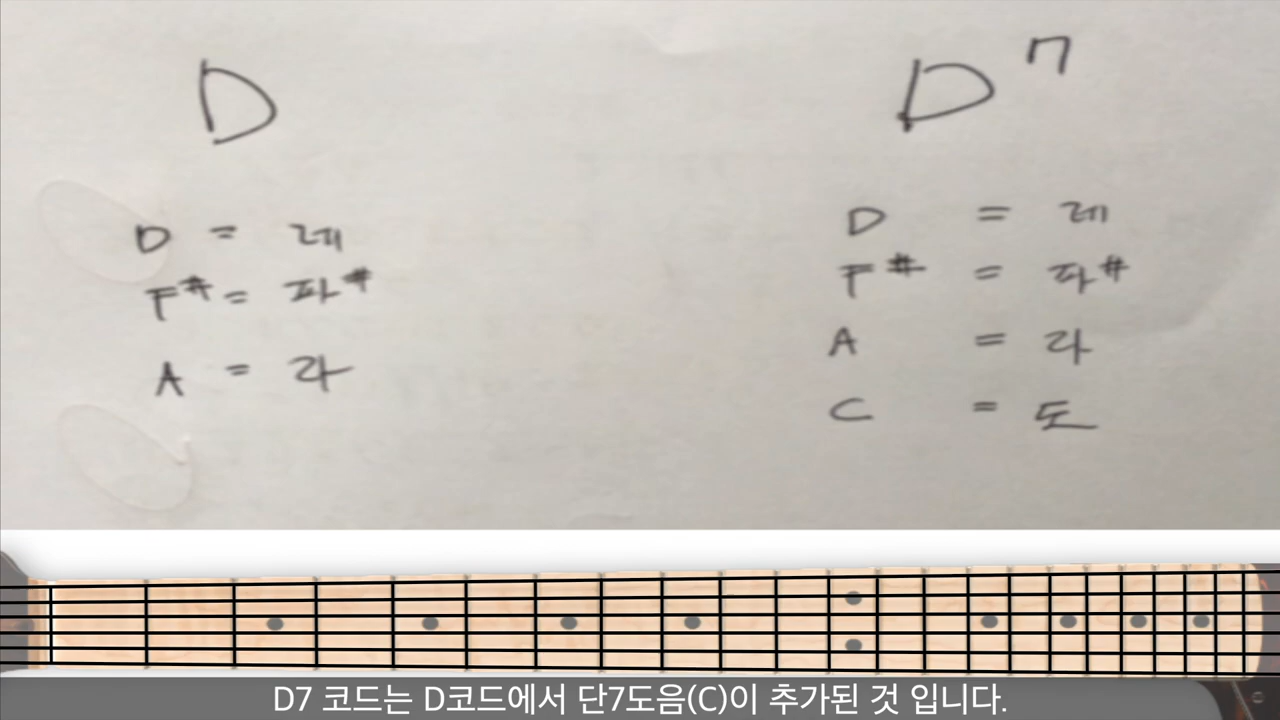 D
D = 레
F# = 파#
A = 라
D7
D = 레
F# = 파#
A = 라
C = 도
D7 코드는 D코드에서 단7도음(C)이 추가된 것 입니다.